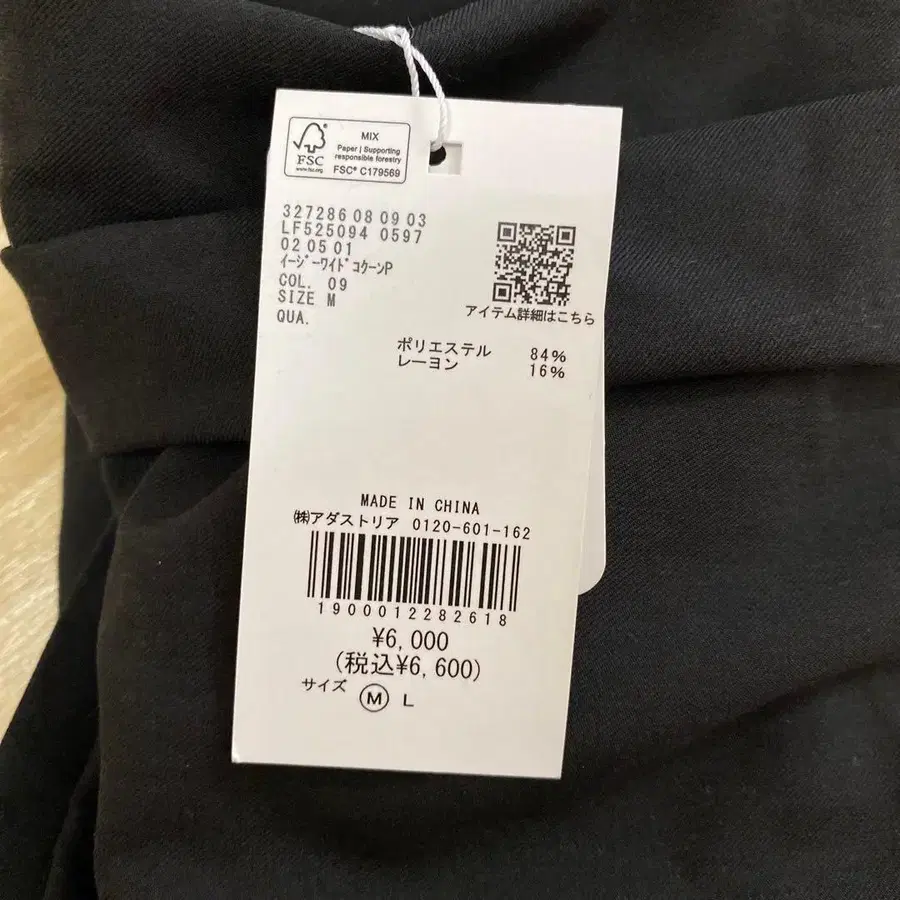 FSC
www.fsc.org
MIX
Paper | Supporting
responsible forestry
FSC® C179569
327286 08 09 03
LF525094 0597
02 05 01
ｲｰｼﾞｰﾜｲﾄﾞｺｸｰﾝP
COL. 09
SIZE M
QUA.
アイテム詳細はこちら
ポリエステル 84%
レーヨン 16%
MADE IN CHINA
㈱アダストリア 0120-601-162
1900012282618
¥6,000
(税込¥6,600)
サイズ
Ⓜ L